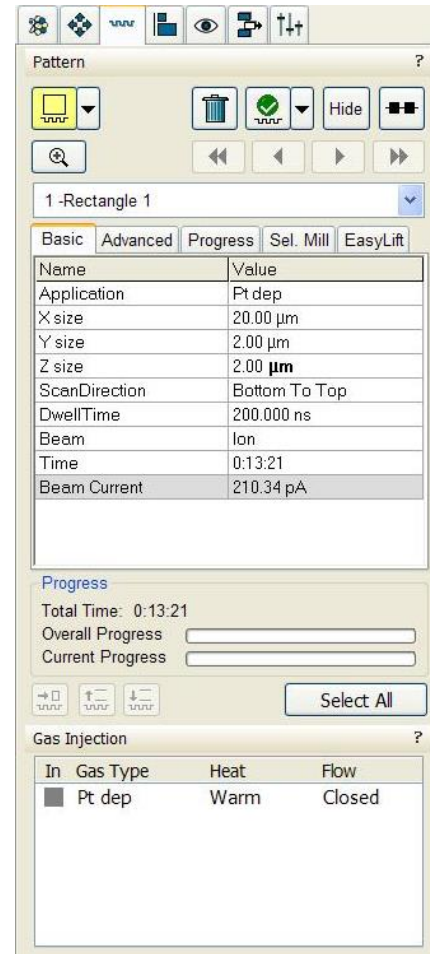 Pattern ?
Hide
1 -Rectangle 1
Basic Advanced Progress Sel. Mill EasyLift
Name Value
Application Pt dep
X size 20.00 µm
Y size 2.00 µm
Z size 2.00 µm
ScanDirection Bottom To Top
DwellTime 200.000 ns
Beam Ion
Time 0:13:21
Beam Current 210.34 pA
Progress
Total Time: 0:13:21
Overall Progress
Current Progress
Select All
Gas Injection ?
In Gas Type Heat Flow
Pt dep Warm Closed